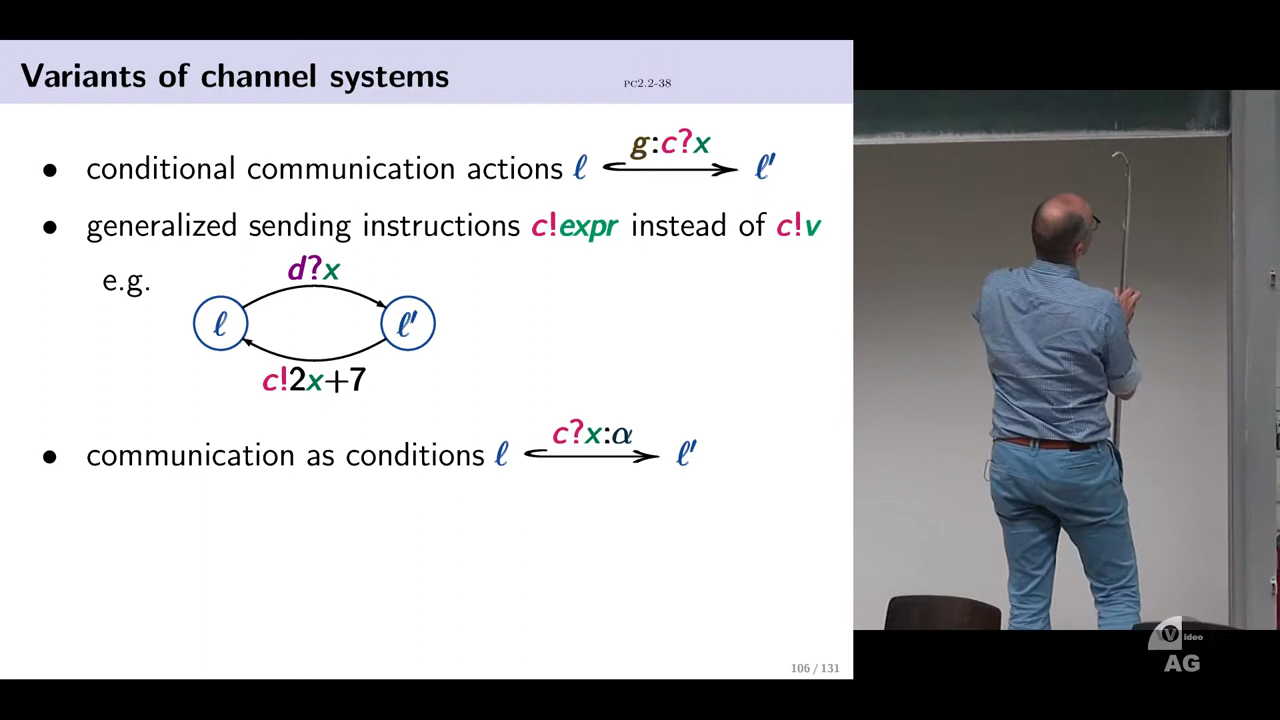 Variants of channel systems
PC2.2-38
g:c?x
• conditional communication actions ℓ ↪ ℓ′
• generalized sending instructions c!expr instead of c!v
e.g.
d?x
ℓ ℓ′
c!2x+7
c?x:α
• communication as conditions ℓ ↪ ℓ′
106 / 131
Video
AG